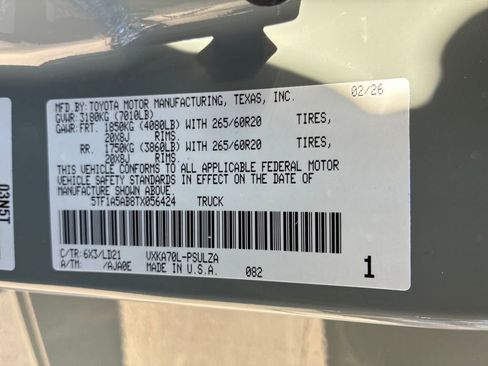 MFD.BY: TOYOTA MOTOR MANUFACTURING, TEXAS, INC. 02/26
GVWR: 3180KG (7010LB)
GAWR: FRT. 1850KG (4080LB) WITH 265/60R20 TIRES,
20X8J RIMS.
RR. 1750KG (3860LB) WITH 265/60R20 TIRES,
20X8J RIMS.
THIS VEHICLE CONFORMS TO ALL APPLICABLE FEDERAL MOTOR
VEHICLE SAFETY STANDARDS IN EFFECT ON THE DATE OF
MANUFACTURE SHOWN ABOVE
5TF1A5AB8TX056424 TRUCK
C/TR: 6X3/LD21 VXKA70L-PSULZA
A/TM: /AJA0E MADE IN U.S.A. 082 1
03N5T